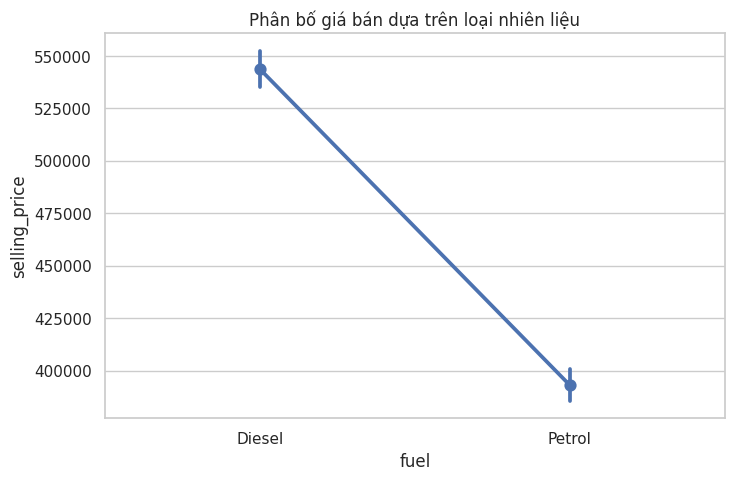 Phân bố giá bán dựa trên loại nhiên liệu
selling_price
550000
525000
500000
475000
450000
425000
400000
Diesel
Petrol
fuel